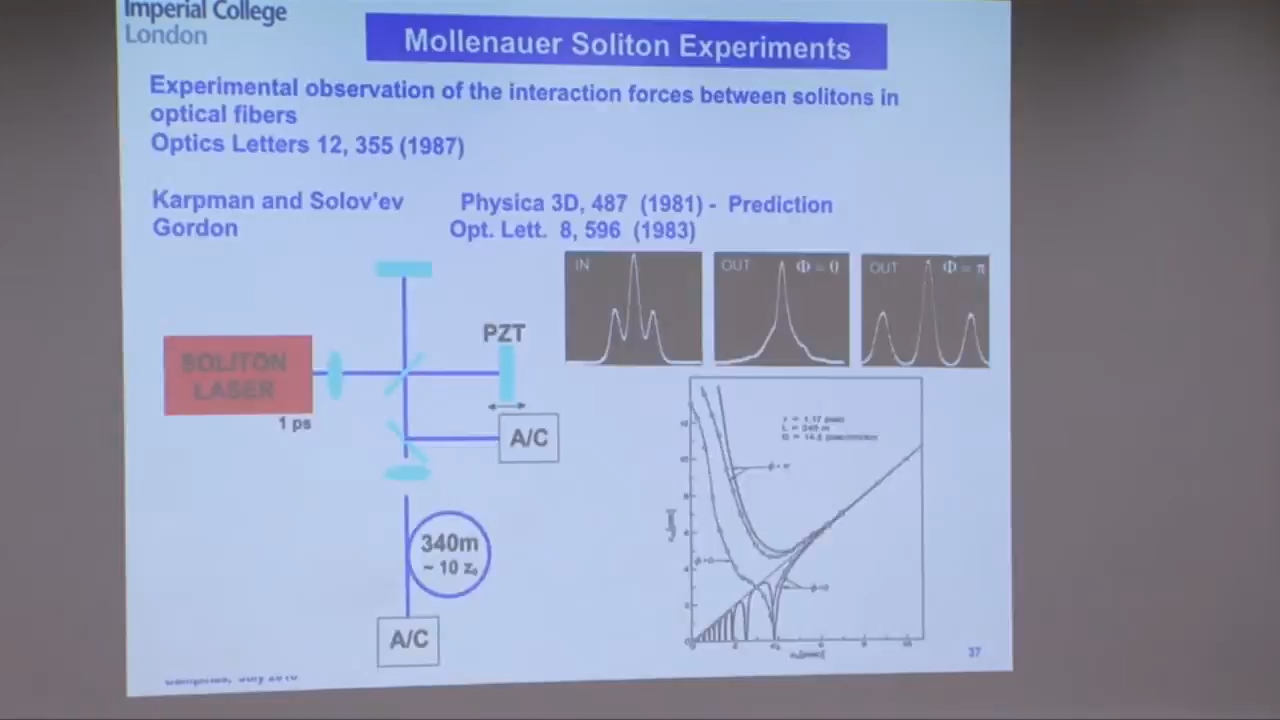 Imperial College
London
Mollenauer Soliton Experiments
Experimental observation of the interaction forces between solitons in
optical fibers
Optics Letters 12, 355 (1987)
Karpman and Solov'ev Physica 3D, 487 (1981) - Prediction
Gordon Opt. Lett. 8, 596 (1983)
IN
OUT Φ = 0
OUT Φ = π
PZT
SOLITON
LASER
1 ps
A/C
340m
~ 10 z₀
A/C
L = 340 m
37